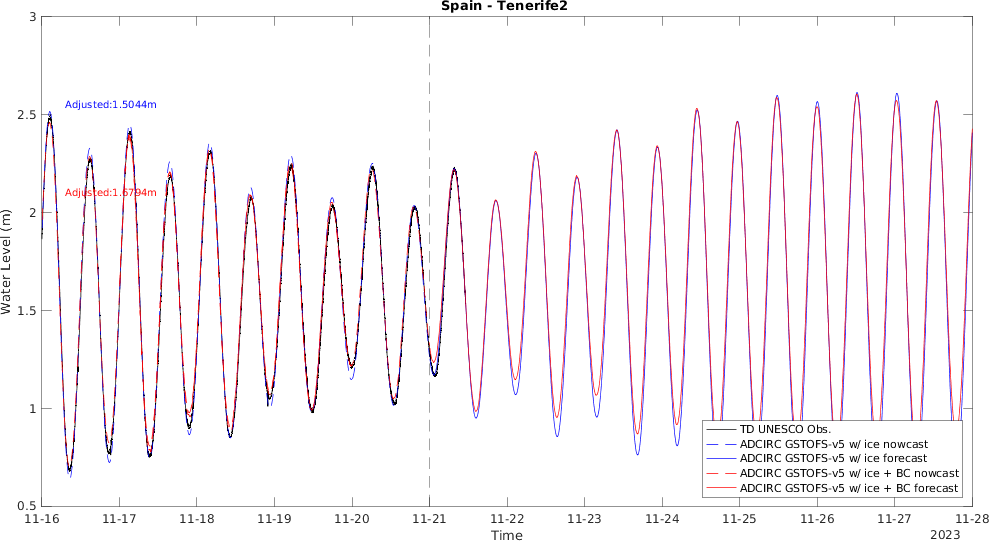 Spain - Tenerife2
3
2.5
2
1.5
1
0.5
Water Level (m)
Adjusted:1.5044m
Adjusted:1.6794m
TD UNESCO Obs.
ADCIRC GSTOFS-v5 w/ ice nowcast
ADCIRC GSTOFS-v5 w/ ice forecast
ADCIRC GSTOFS-v5 w/ ice + BC nowcast
ADCIRC GSTOFS-v5 w/ ice + BC forecast
11-16 11-17 11-18 11-19 11-20 11-21 11-22 11-23 11-24 11-25 11-26 11-27 11-28
Time
2023